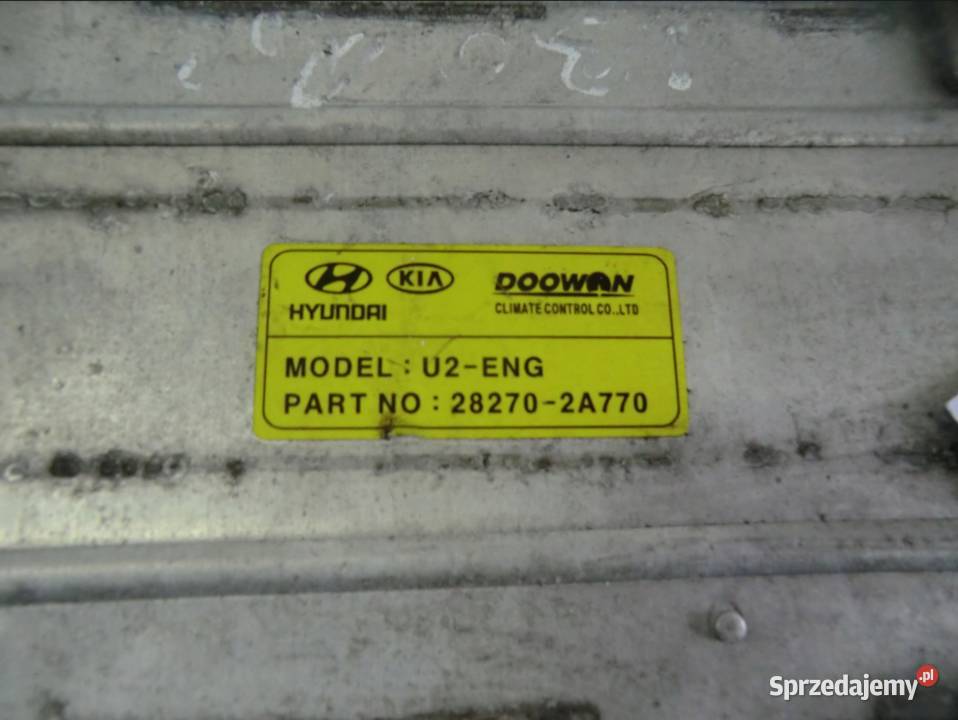 KIA DOOWON
HYUNDAI CLIMATE CONTROL CO.,LTD
MODEL : U2-ENG
PART NO : 28270-2A770
Sprzedajemy.pl